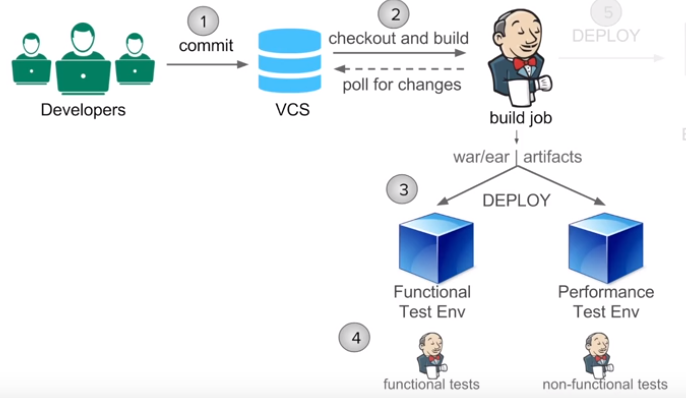 1
commit
Developers
VCS
2
checkout and build
poll for changes
build job
5
DEPLOY
war/ear | artifacts
3
DEPLOY
Functional
Test Env
Performance
Test Env
4
functional tests
non-functional tests